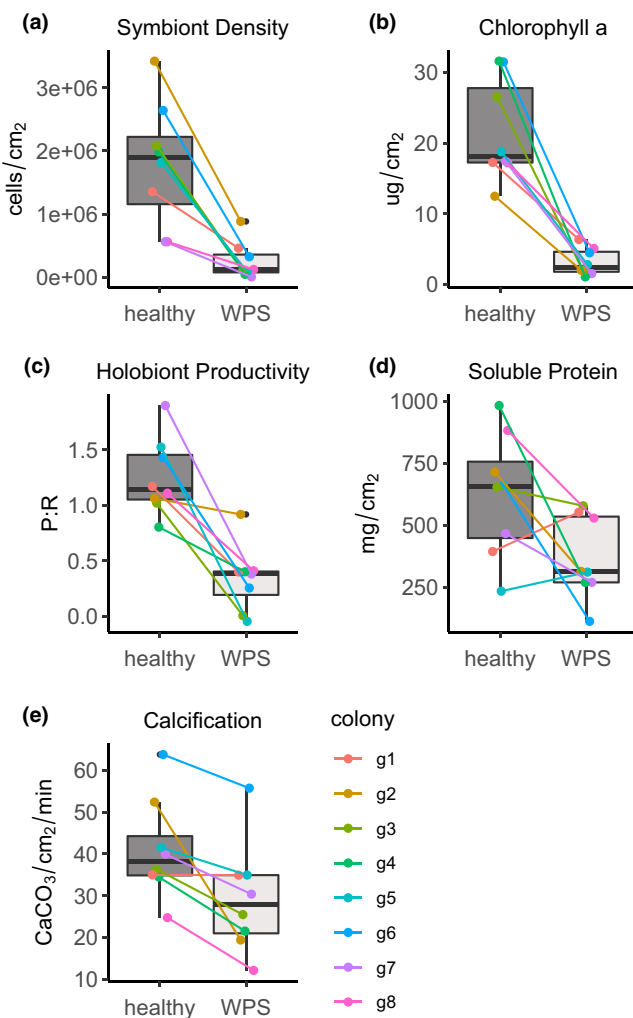 (a) Symbiont Density
cells/cm2
3e+06
2e+06
1e+06
0e+00
healthy WPS
(b) Chlorophyll a
ug/cm2
30
20
10
0
healthy WPS
(c) Holobiont Productivity
P:R
1.5
1.0
0.5
0.0
healthy WPS
(d) Soluble Protein
mg/cm2
1000
750
500
250
healthy WPS
(e) Calcification
CaCO3/cm2/min
60
50
40
30
20
10
healthy WPS
colony
g1
g2
g3
g4
g5
g6
g7
g8